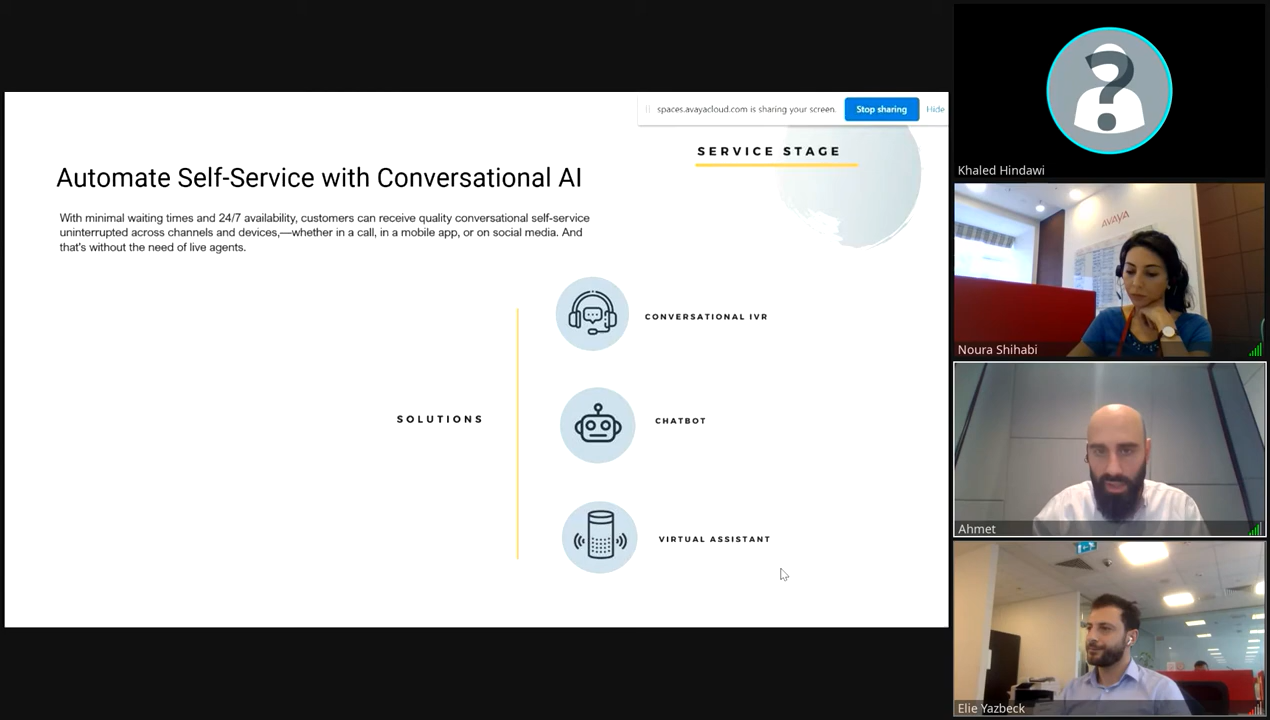 spaces.avayacloud.com is sharing your screen.
Stop sharing
Hide
SERVICE STAGE
Automate Self-Service with Conversational AI
With minimal waiting times and 24/7 availability, customers can receive quality conversational self-service
uninterrupted across channels and devices,—whether in a call, in a mobile app, or on social media. And
that's without the need of live agents.
CONVERSATIONAL IVR
SOLUTIONS
CHATBOT
VIRTUAL ASSISTANT
?
Khaled Hindawi
AVAYA
Noura Shihabi
Ahmet
Elie Yazbeck